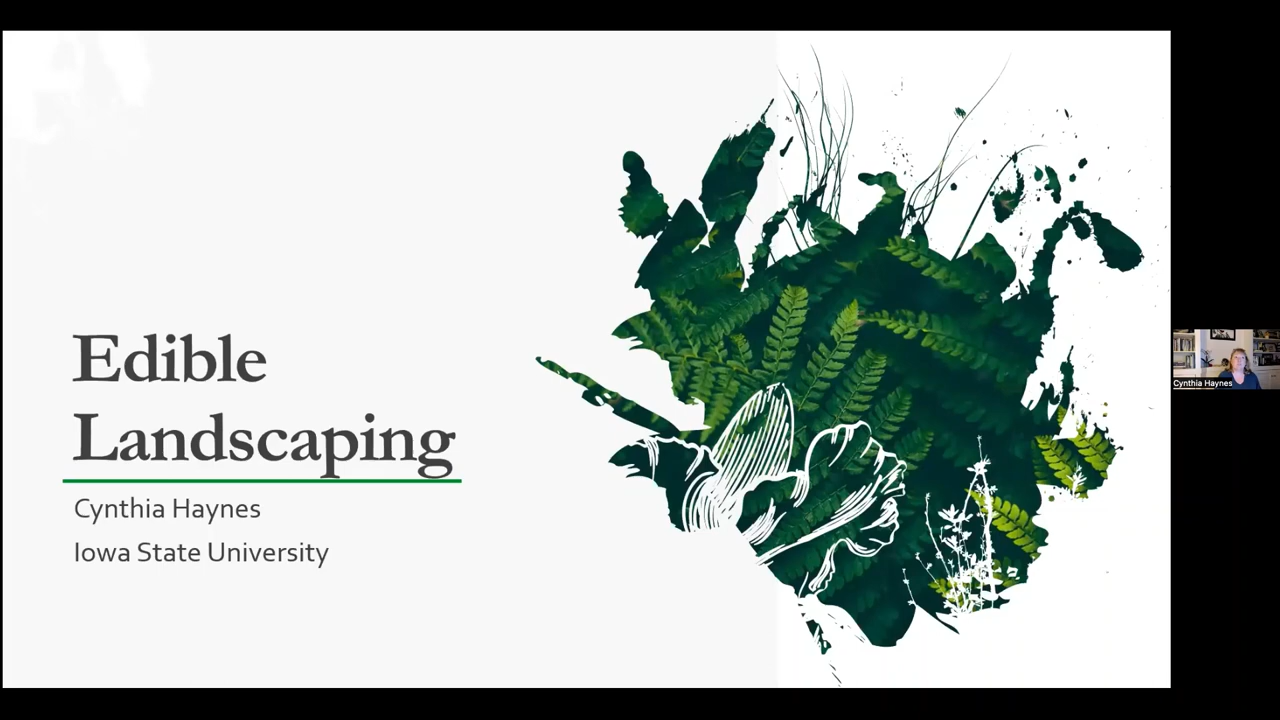 Edible
Landscaping
Cynthia Haynes
Iowa State University
Cynthia Haynes